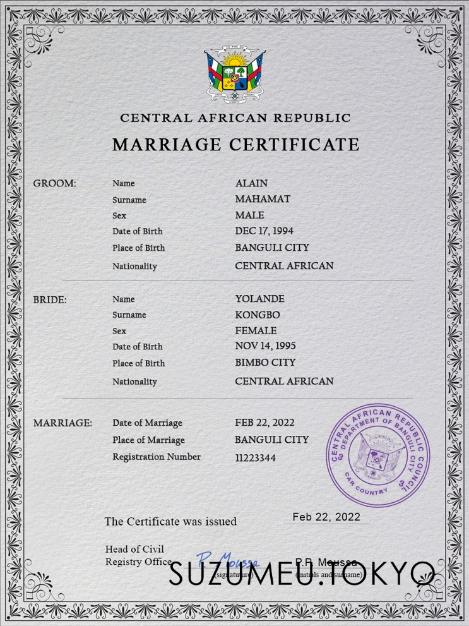 CENTRAL AFRICAN REPUBLIC
MARRIAGE CERTIFICATE
GROOM: Name ALAIN
Surname MAHAMAT
Sex MALE
Date of Birth DEC 17, 1994
Place of Birth BANGULI CITY
Nationality CENTRAL AFRICAN
BRIDE: Name YOLANDE
Surname KONGBO
Sex FEMALE
Date of Birth NOV 14, 1995
Place of Birth BIMBO CITY
Nationality CENTRAL AFRICAN
MARRIAGE: Date of Marriage FEB 22, 2022
Place of Marriage BANGULI CITY
Registration Number 11223344
CENTRAL AFRICAN REPUBLIC COUNCIL
DEPARTMENT OF BANGULI CITY
CAR COUNTRY
The Certificate was issued Feb 22, 2022
Head of Civil
Registry Office P. Moussa P.P. Moussa
(signature) (initials and surname)
SUZUMEU.TOKYO